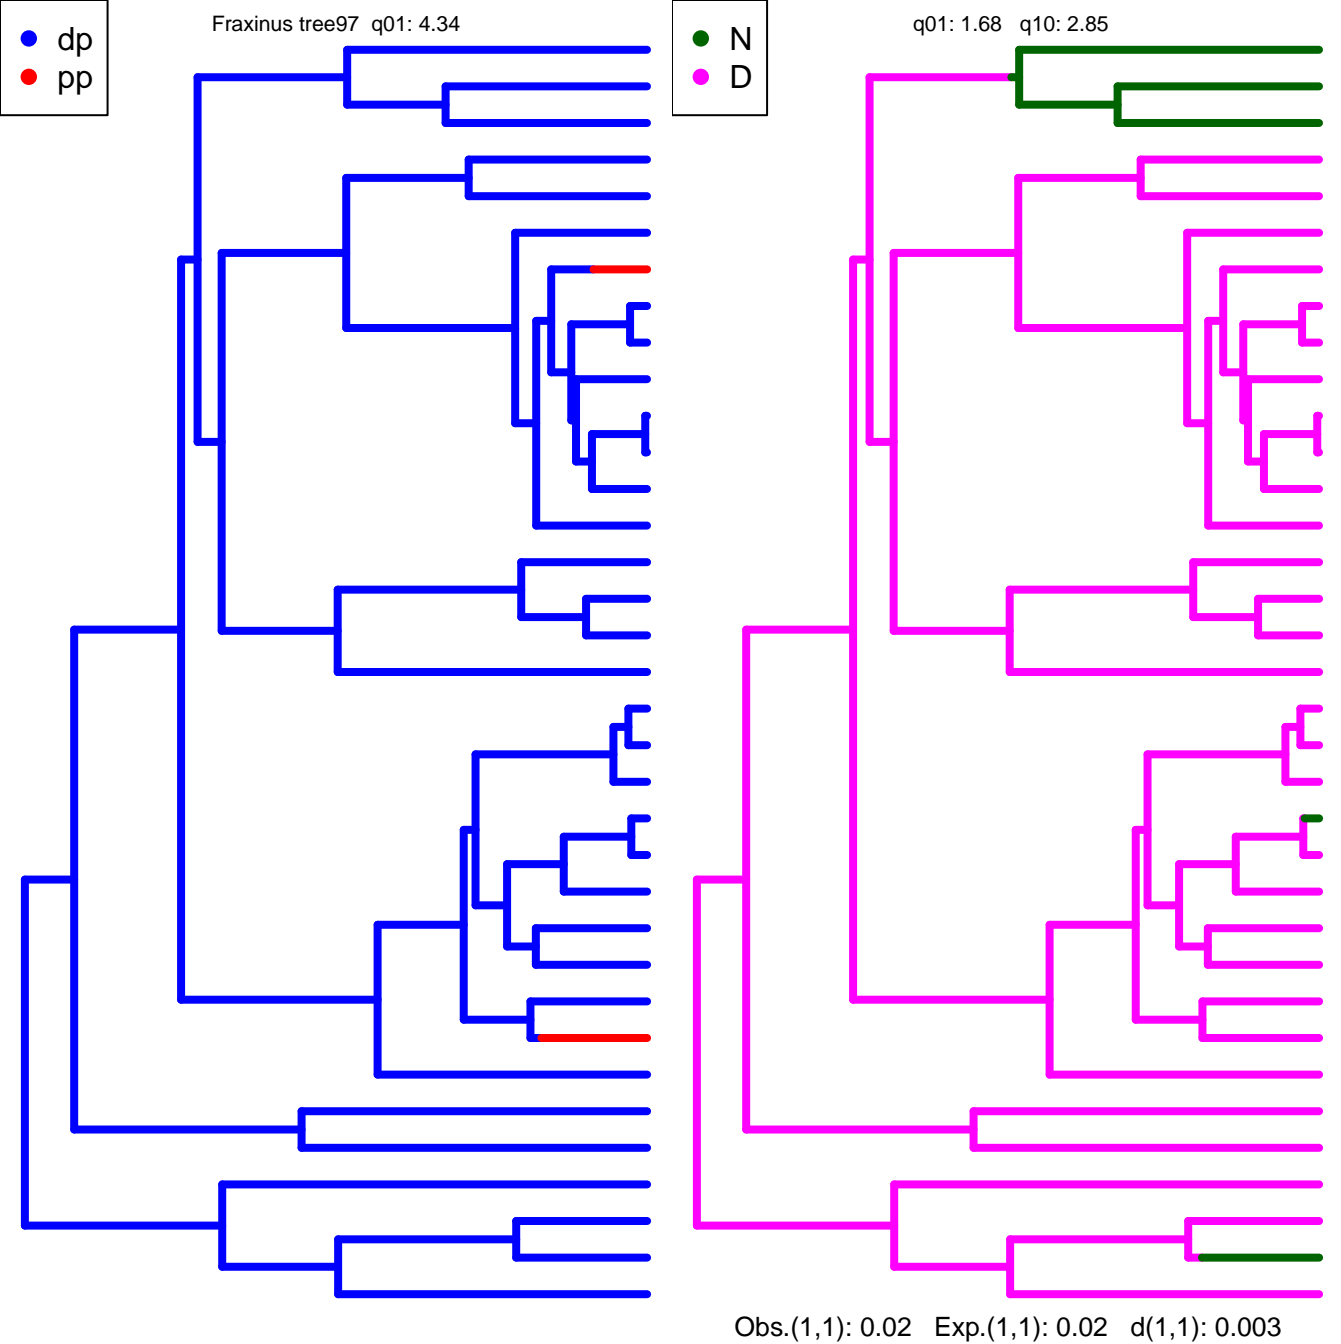 Fraxinus tree97 q01: 4.34
dp
pp
q01: 1.68 q10: 2.85
N
D
Obs.(1,1): 0.02 Exp.(1,1): 0.02 d(1,1): 0.003